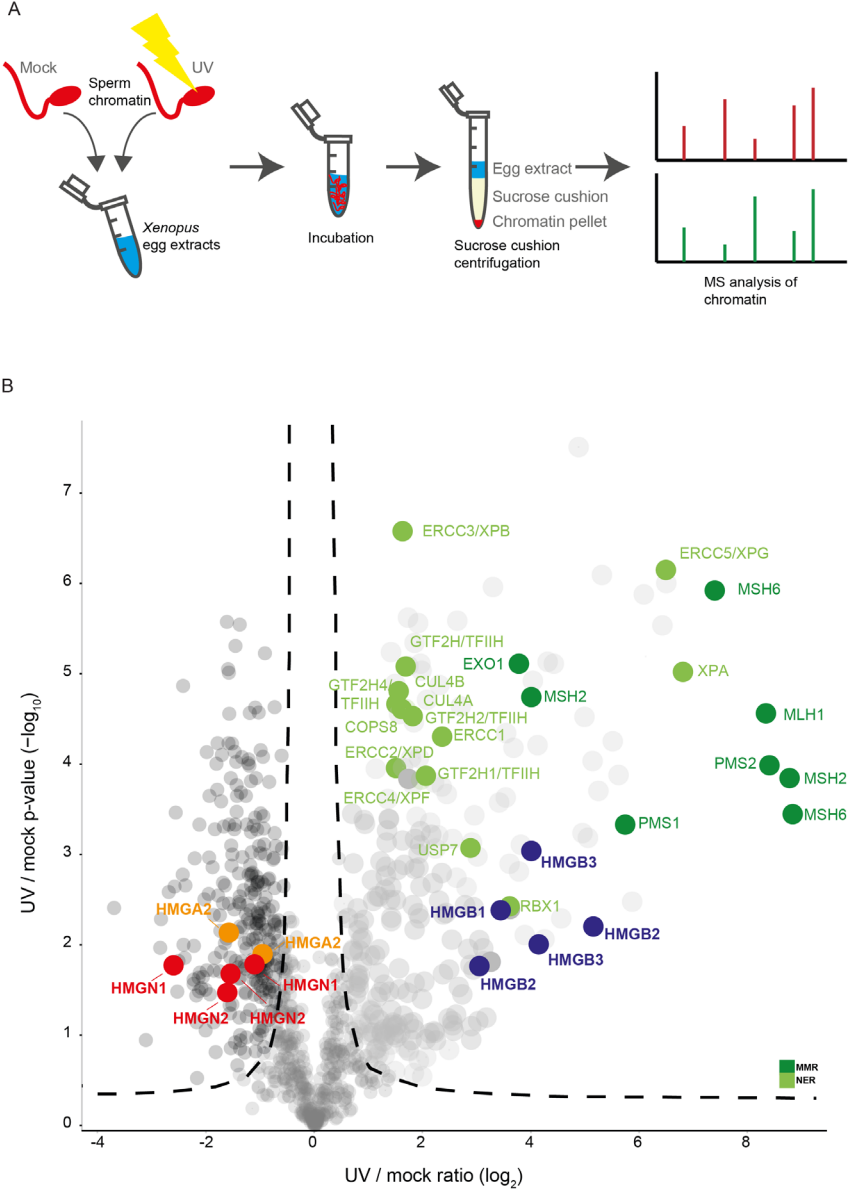 A
Mock
UV
Sperm
chromatin
Xenopus
egg extracts
Incubation
Egg extract
Sucrose cushion
Chromatin pellet
Sucrose cushion
centrifugation
MS analysis of
chromatin
B
UV / mock p-value (−log10)
7
6
5
4
3
2
1
0
ERCC3/XPB
ERCC5/XPG
MSH6
GTF2H/TFIIH
EXO1
XPA
GTF2H4/
TFIIH
CUL4B
CUL4A
MSH2
MLH1
COPS8
GTF2H2/TFIIH
ERCC1
ERCC2/XPD
GTF2H1/TFIIH
PMS2
MSH2
ERCC4/XPF
MSH6
PMS1
USP7
HMGB3
HMGA2
HMGB1
RBX1
HMGB2
HMGA2
HMGB3
HMGN1
HMGN1
HMGB2
HMGN2
HMGN2
MMR
NER
-4
-2
0
2
4
6
8
UV / mock ratio (log2)